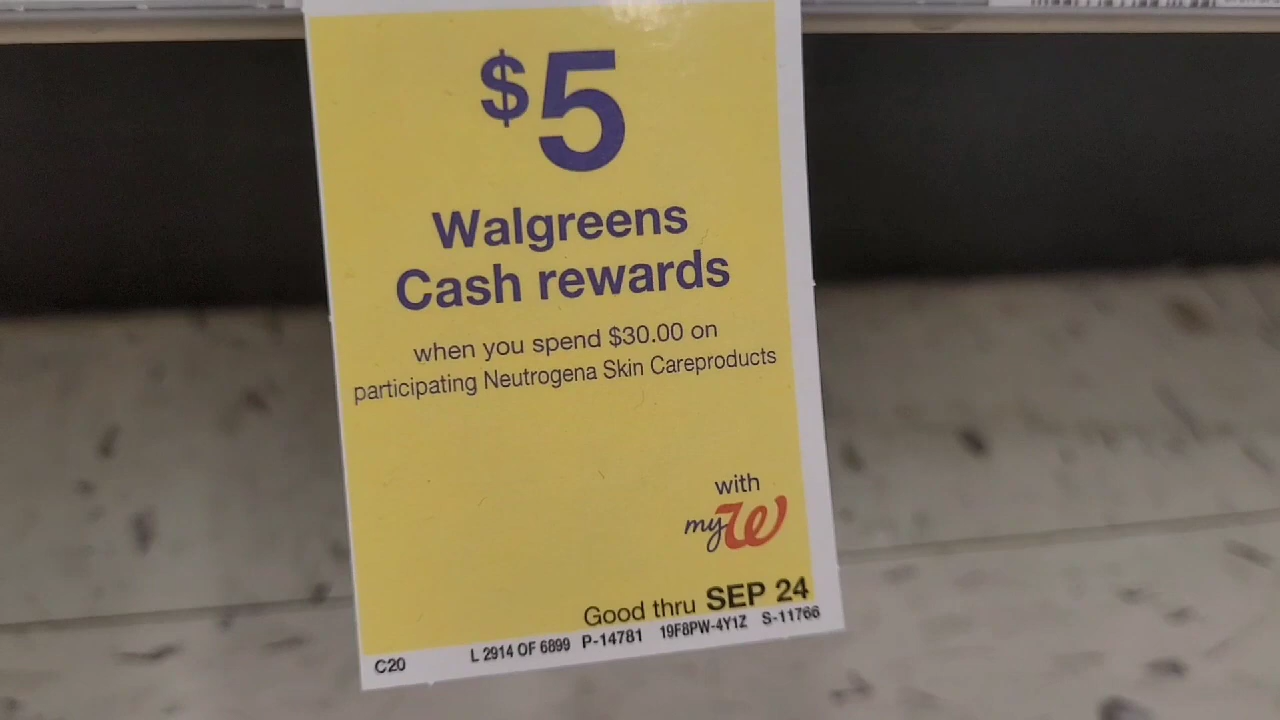 $5
Walgreens
Cash rewards
when you spend $30.00 on
participating Neutrogena Skin Careproducts
with
myW
Good thru SEP 24
C20 L 2914 OF 6899 P-14781 19F8PW-4Y1Z S-11766